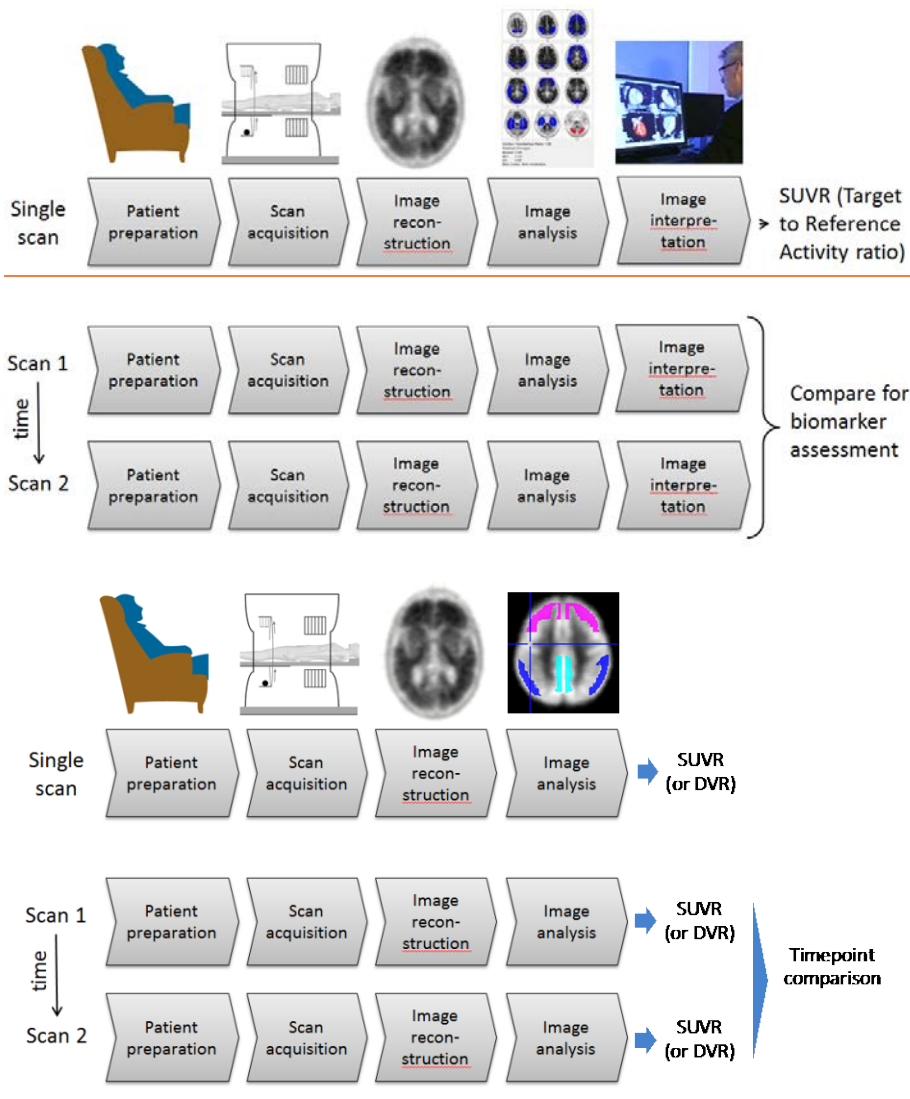 Single
scan
Patient
preparation
Scan
acquisition
Image
recon-
struction
Image
analysis
Image
interpre-
tation
SUVR (Target
to Reference
Activity ratio)
Scan 1
time
Scan 2
Patient
preparation
Scan
acquisition
Image
recon-
struction
Image
analysis
Image
interpre-
tation
Patient
preparation
Scan
acquisition
Image
recon-
struction
Image
analysis
Image
interpre-
tation
Compare for
biomarker
assessment
Single
scan
Patient
preparation
Scan
acquisition
Image
recon-
struction
Image
analysis
SUVR
(or DVR)
Scan 1
time
Scan 2
Patient
preparation
Scan
acquisition
Image
recon-
struction
Image
analysis
SUVR
(or DVR)
Patient
preparation
Scan
acquisition
Image
recon-
struction
Image
analysis
SUVR
(or DVR)
Timepoint
comparison